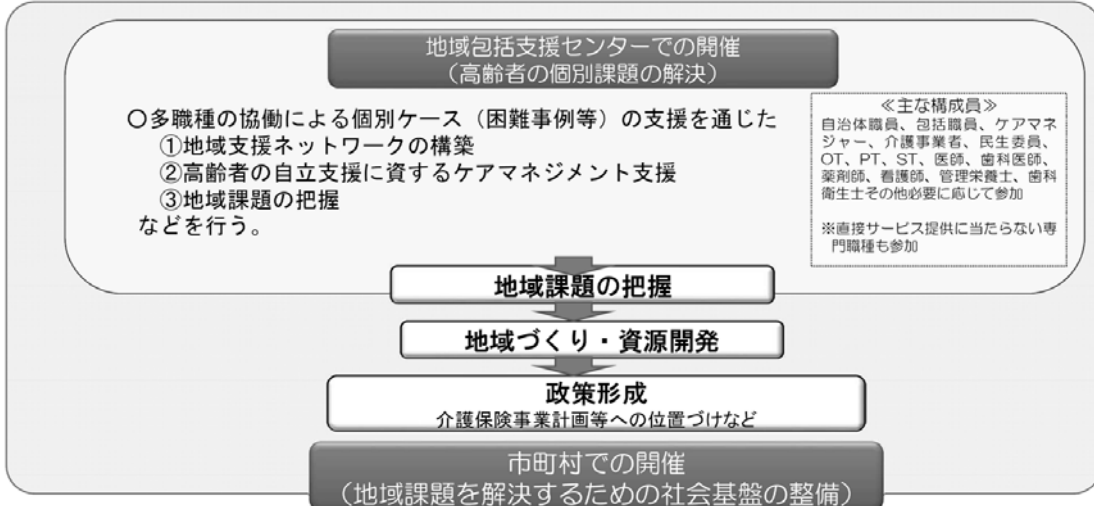 地域包括支援センターでの開催
（高齢者の個別課題の解決）
○多職種の協働による個別ケース（困難事例等）の支援を通じた
①地域支援ネットワークの構築
②高齢者の自立支援に資するケアマネジメント支援
③地域課題の把握
などを行う。
≪主な構成員≫
自治体職員、包括職員、ケアマネ
ジャー、介護事業者、民生委員、
OT、PT、ST、医師、歯科医師、
薬剤師、看護師、管理栄養士、歯科
衛生士その他必要に応じて参加
※直接サービス提供に当たらない専
門職種も参加
地域課題の把握
地域づくり・資源開発
政策形成
介護保険事業計画等への位置づけなど
市町村での開催
（地域課題を解決するための社会基盤の整備）